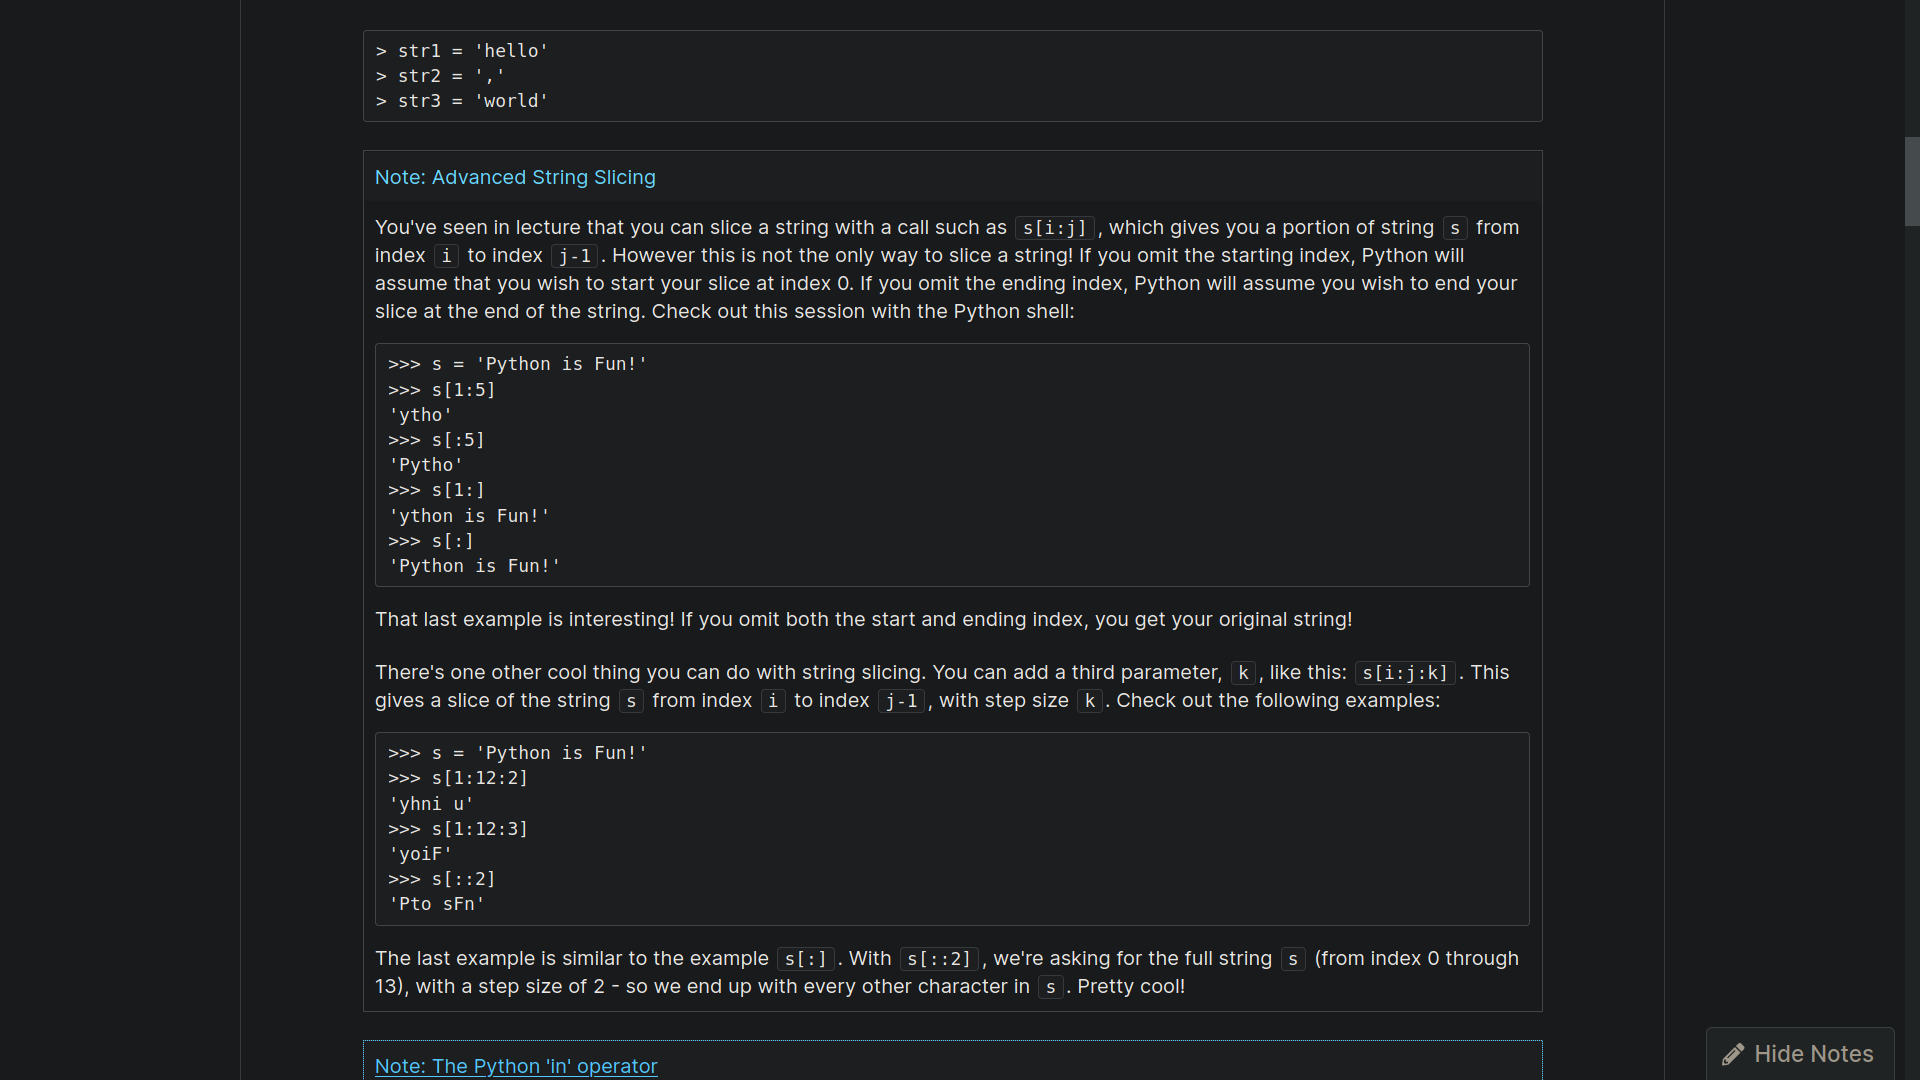 > str1 = 'hello'
> str2 = ','
> str3 = 'world'
Note: Advanced String Slicing
You've seen in lecture that you can slice a string with a call such as s[i:j], which gives you a portion of string s from
index i to index j-1. However this is not the only way to slice a string! If you omit the starting index, Python will
assume that you wish to start your slice at index 0. If you omit the ending index, Python will assume you wish to end your
slice at the end of the string. Check out this session with the Python shell:
>>> s = 'Python is Fun!'
>>> s[1:5]
'ytho'
>>> s[:5]
'Pytho'
>>> s[1:]
'ython is Fun!'
>>> s[:]
'Python is Fun!'
That last example is interesting! If you omit both the start and ending index, you get your original string!
There's one other cool thing you can do with string slicing. You can add a third parameter, k, like this: s[i:j:k]. This
gives a slice of the string s from index i to index j-1, with step size k. Check out the following examples:
>>> s = 'Python is Fun!'
>>> s[1:12:2]
'yhni u'
>>> s[1:12:3]
'yoiF'
>>> s[::2]
'Pto sFn'
The last example is similar to the example s[:]. With s[::2], we're asking for the full string s (from index 0 through
13), with a step size of 2 - so we end up with every other character in s. Pretty cool!
Note: The Python 'in' operator
Hide Notes